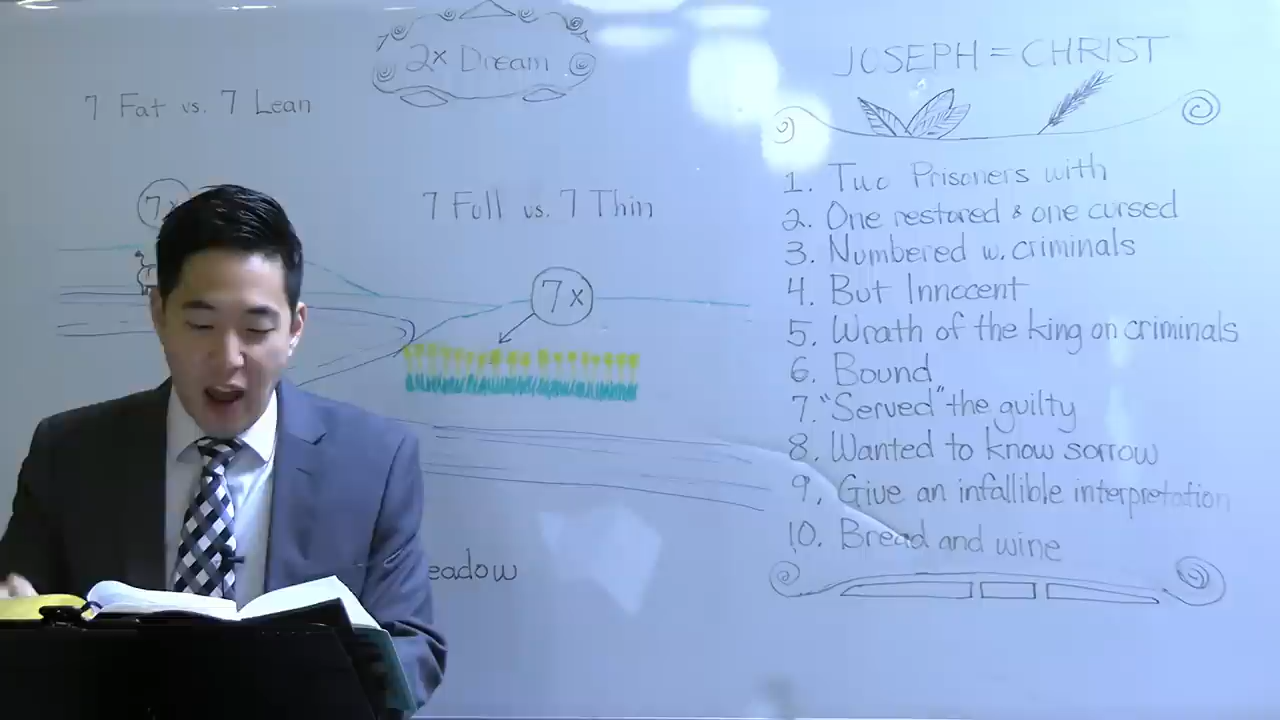 2x Dream
7 Fat vs. 7 Lean
7 Full vs. 7 Thin
7x
eadow
JOSEPH = CHRIST
1. Two Prisoners with
2. One restored & one cursed
3. Numbered w. criminals
4. But Innocent
5. Wrath of the king on criminals
6. Bound
7. "Served" the guilty
8. Wanted to know sorrow
9. Give an infallible interpretation
10. Bread and wine